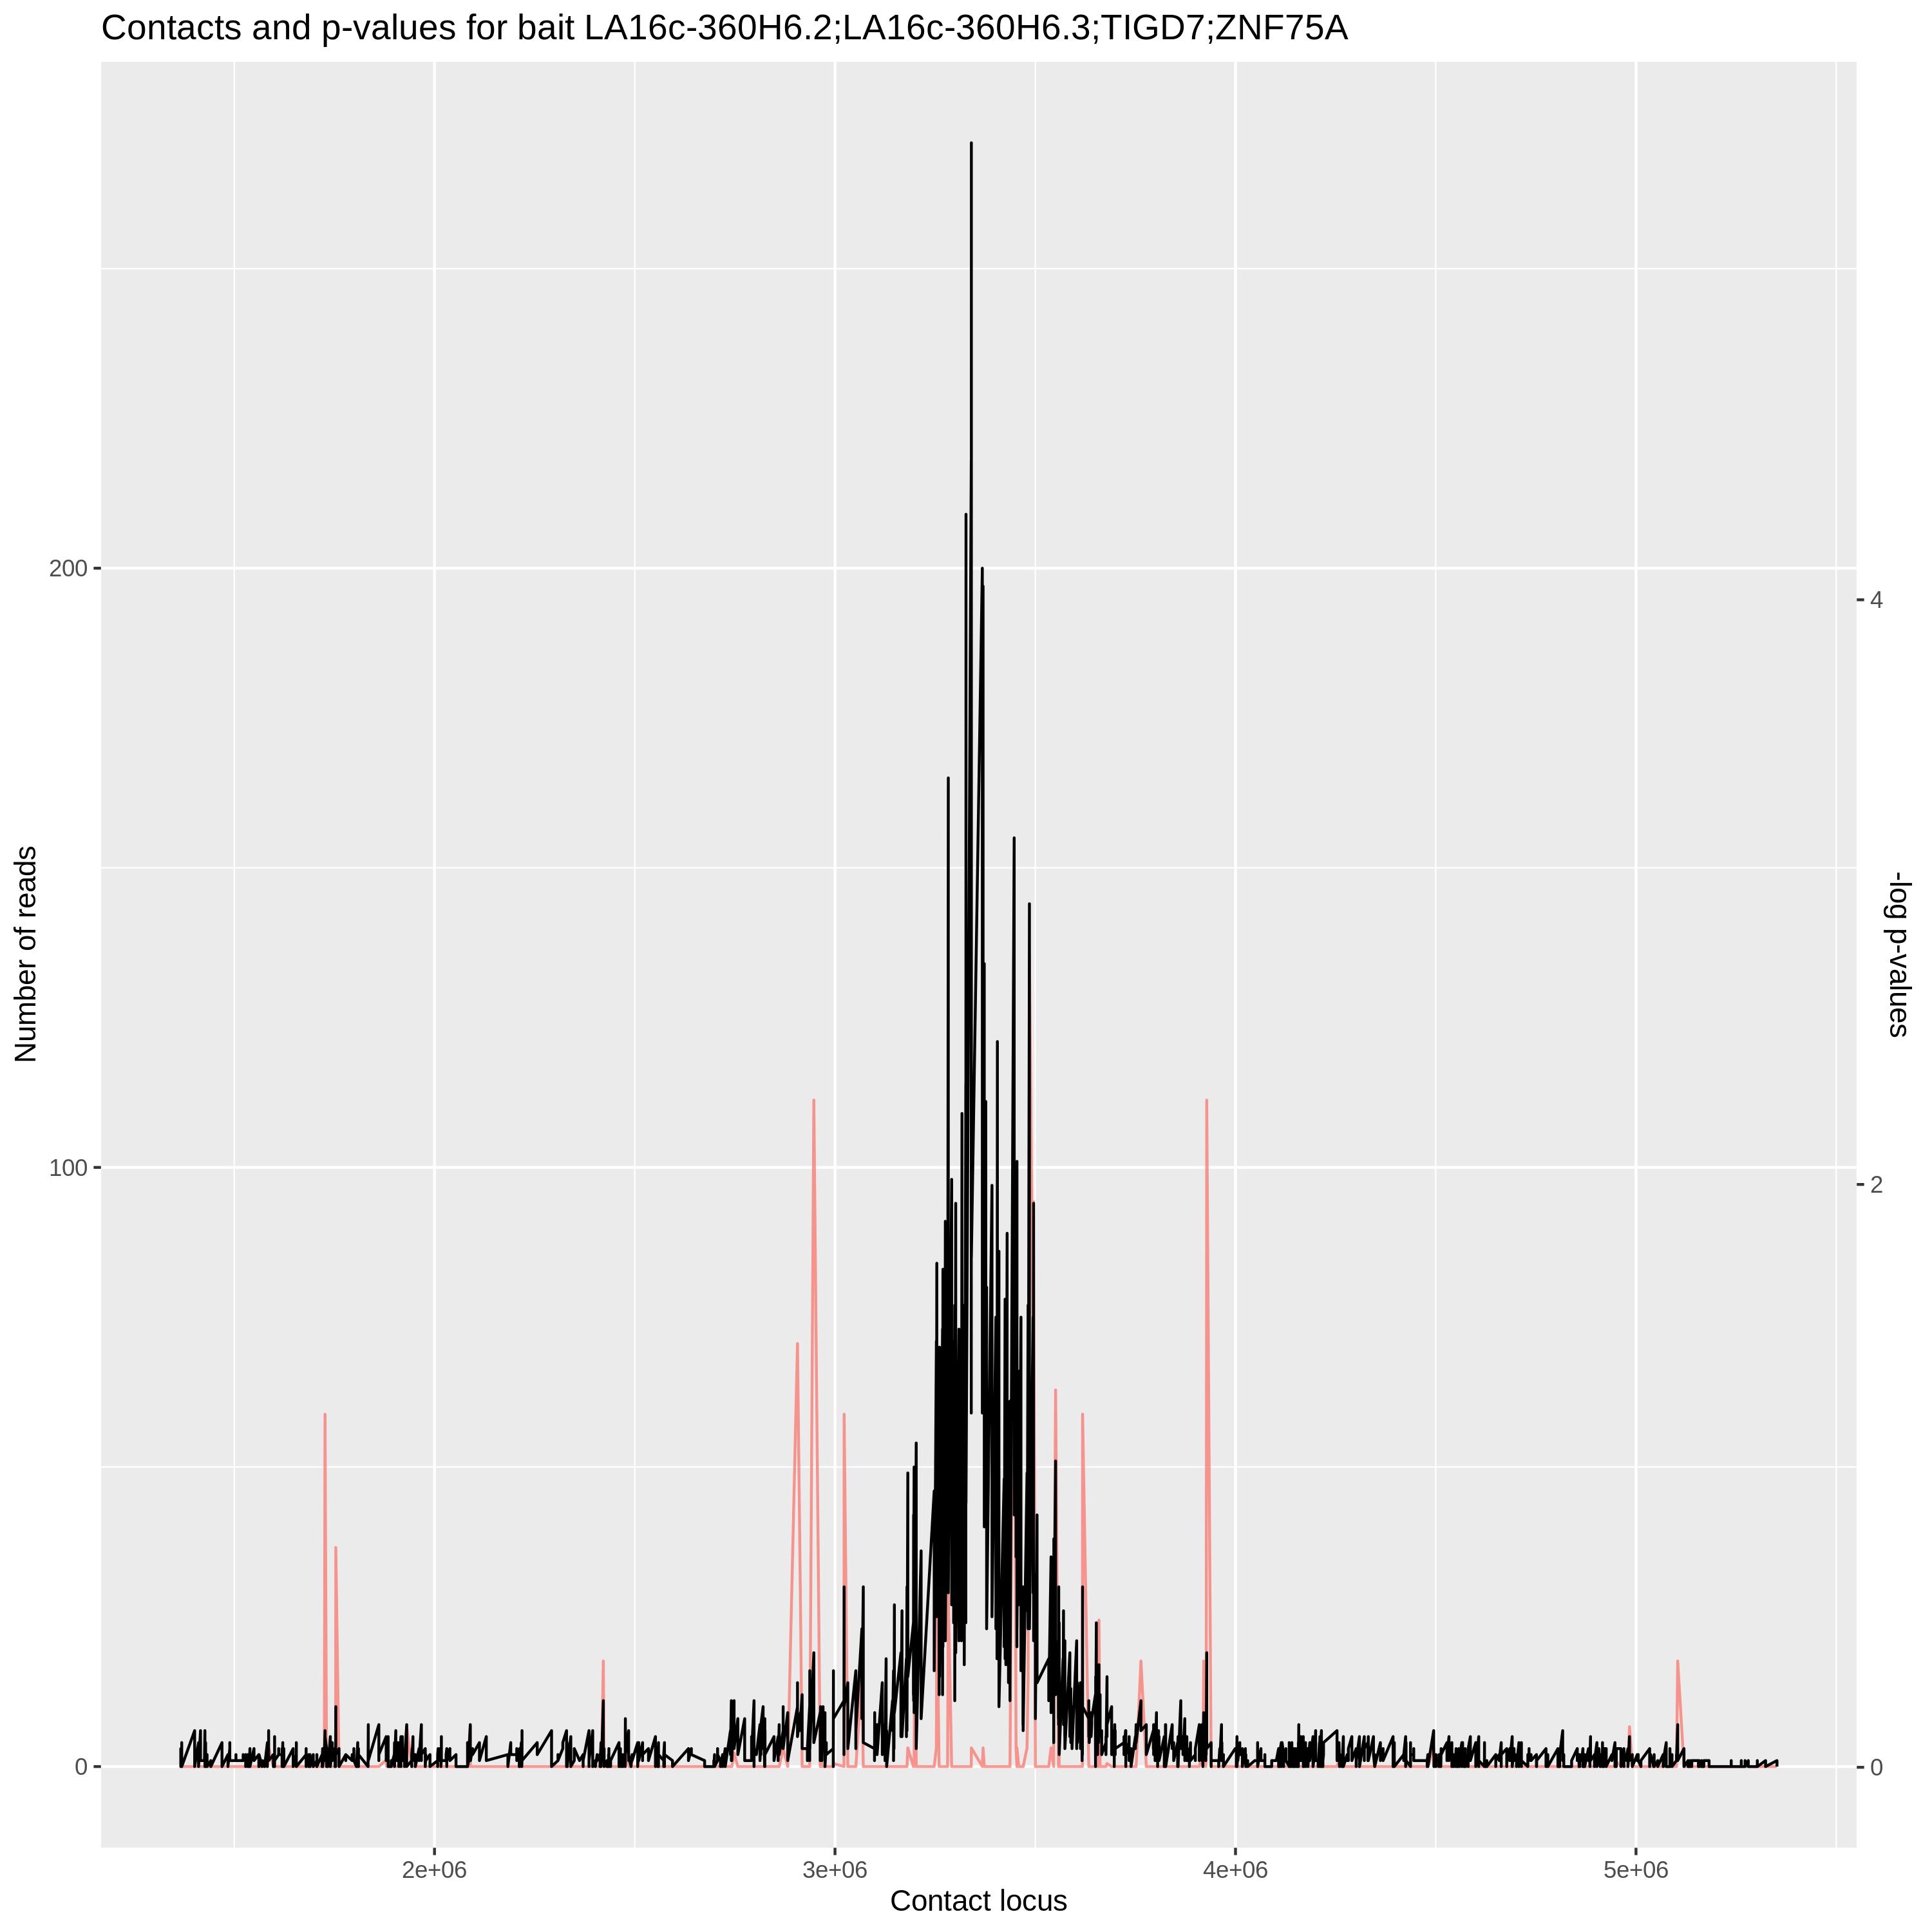 Contacts and p-values for bait LA16c-360H6.2;LA16c-360H6.3;TIGD7;ZNF75A
Number of reads
200
100
0
4
2
0
-log p-values
2e+06 3e+06 4e+06 5e+06
Contact locus